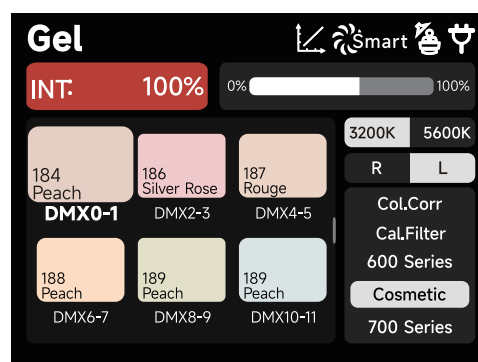 Gel
Smart
INT: 100%
0% 100%
3200K 5600K
R L
184
Peach
DMX0-1
186
Silver Rose
DMX2-3
187
Rouge
DMX4-5
188
Peach
DMX6-7
189
Peach
DMX8-9
189
Peach
DMX10-11
Col.Corr
Cal.Filter
600 Series
Cosmetic
700 Series